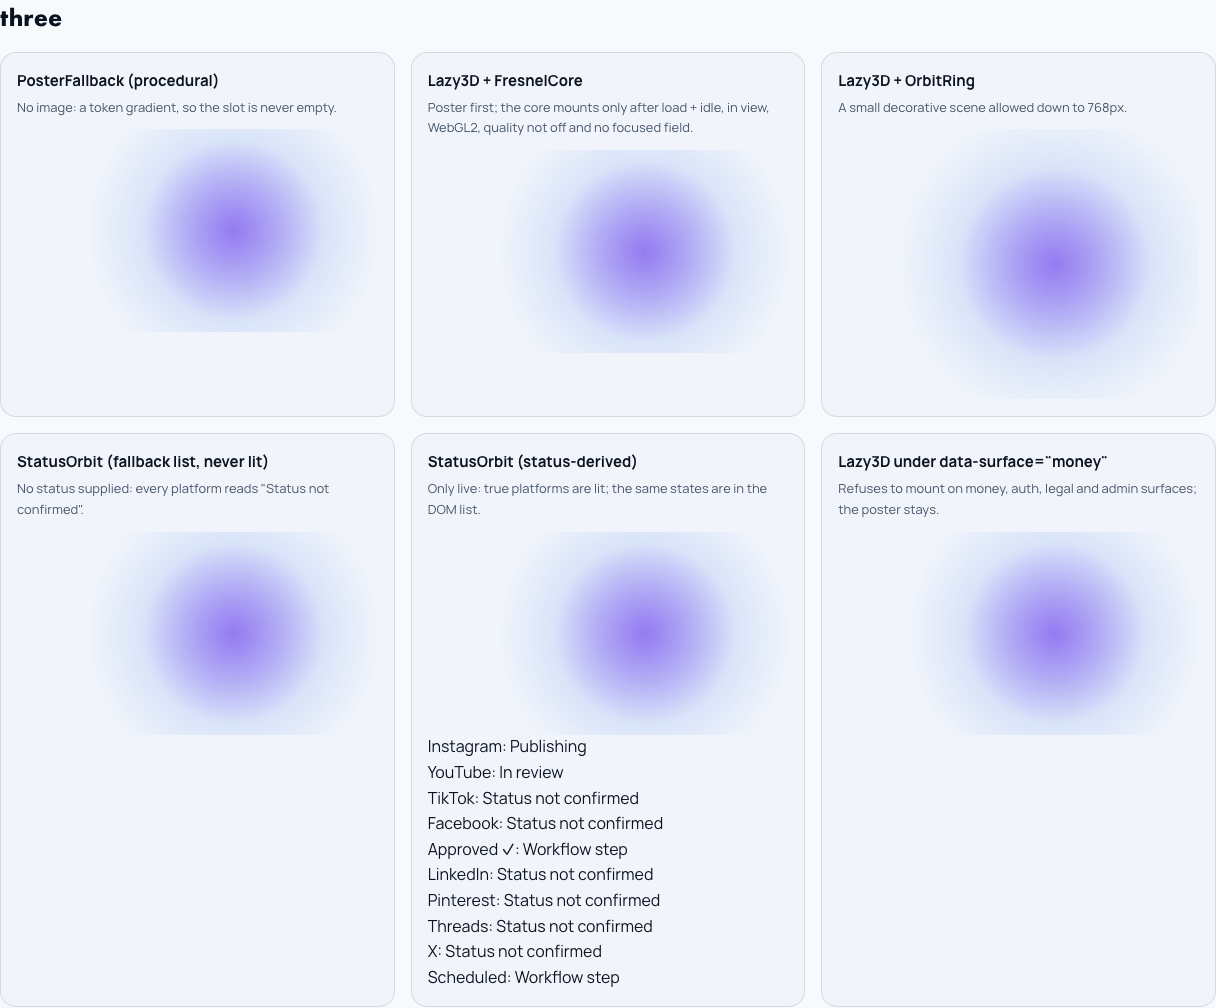 three
PosterFallback (procedural)
No image: a token gradient, so the slot is never empty.
Lazy3D + FresnelCore
Poster first; the core mounts only after load + idle, in view,
WebGL2, quality not off and no focused field.
Lazy3D + OrbitRing
A small decorative scene allowed down to 768px.
StatusOrbit (fallback list, never lit)
No status supplied: every platform reads "Status not
confirmed".
StatusOrbit (status-derived)
Only live: true platforms are lit; the same states are in the
DOM list.
Instagram: Publishing
YouTube: In review
TikTok: Status not confirmed
Facebook: Status not confirmed
Approved ✓: Workflow step
LinkedIn: Status not confirmed
Pinterest: Status not confirmed
Threads: Status not confirmed
X: Status not confirmed
Scheduled: Workflow step
Lazy3D under data-surface="money"
Refuses to mount on money, auth, legal and admin surfaces;
the poster stays.